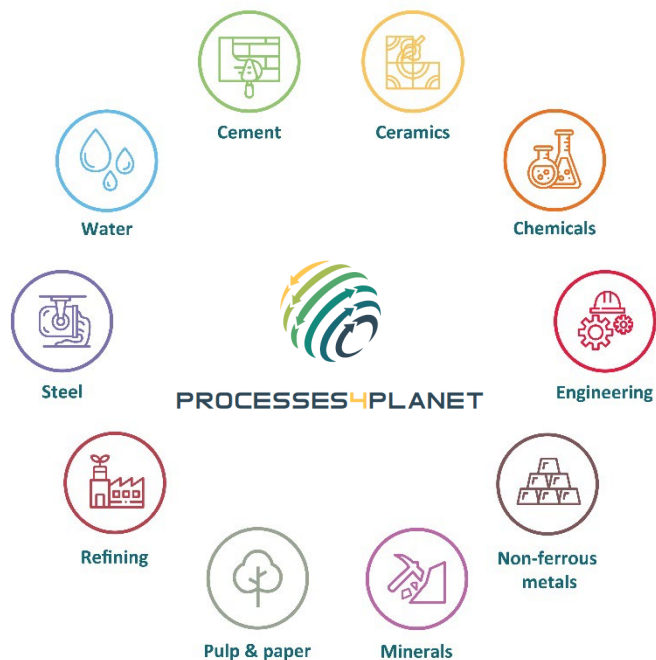 Cement
Ceramics
Water
Chemicals
Steel
PROCESSES4PLANET
Engineering
Refining
Non-ferrous
metals
Pulp & paper
Minerals